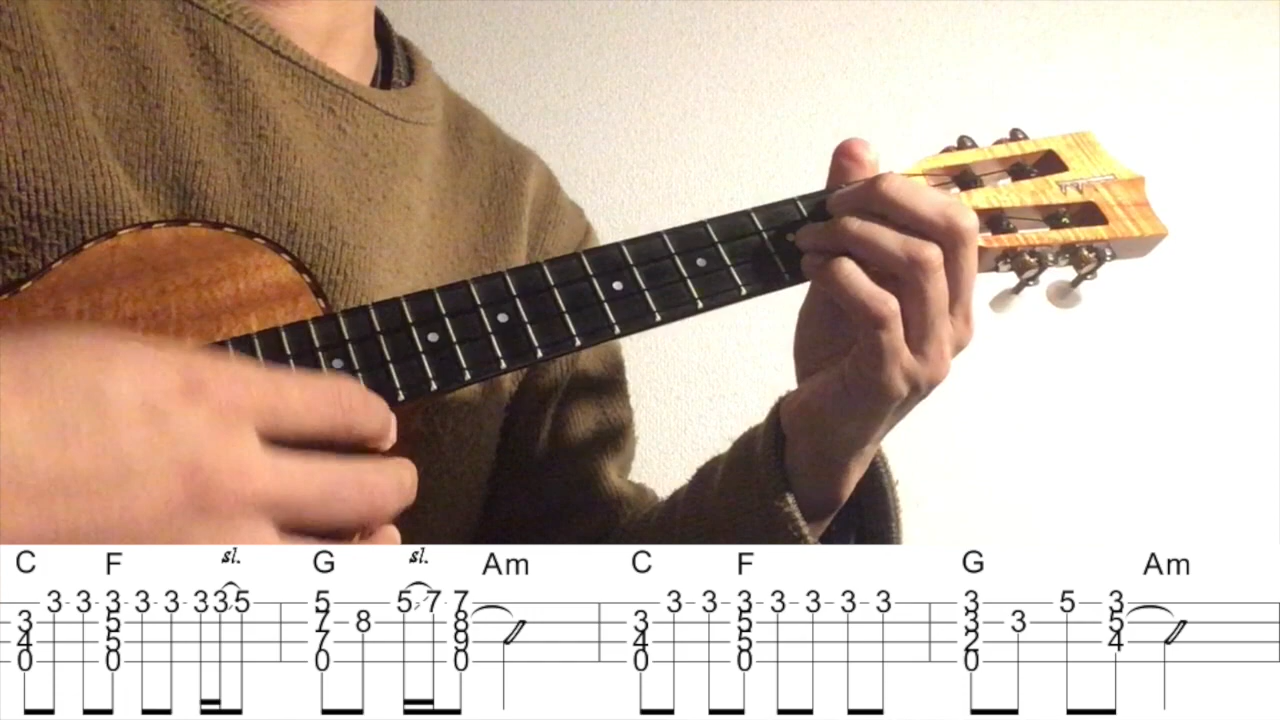 C F sl. G sl. Am C F G Am
3 3 3 3 3 3 3 5 5 5 7 7 3 3 3 3 3 3 3 3 5 3
3 5 7 8 8 3 5 3 3 5
4 5 7 9 4 5 2 4
0 0 0 0 0 0 0